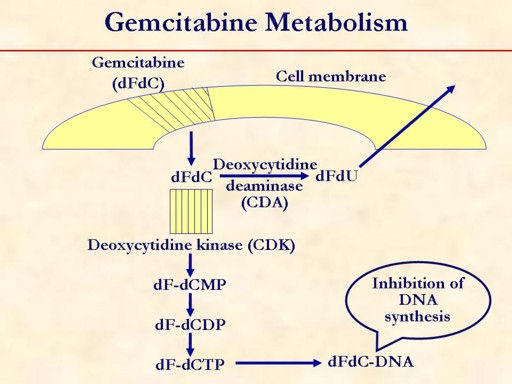 Gemcitabine Metabolism
Gemcitabine
(dFdC)
Cell membrane
dFdC
Deoxycytidine
deaminase
(CDA)
dFdU
Deoxycytidine kinase (CDK)
dF-dCMP
dF-dCDP
dF-dCTP
dFdC-DNA
Inhibition of
DNA
synthesis